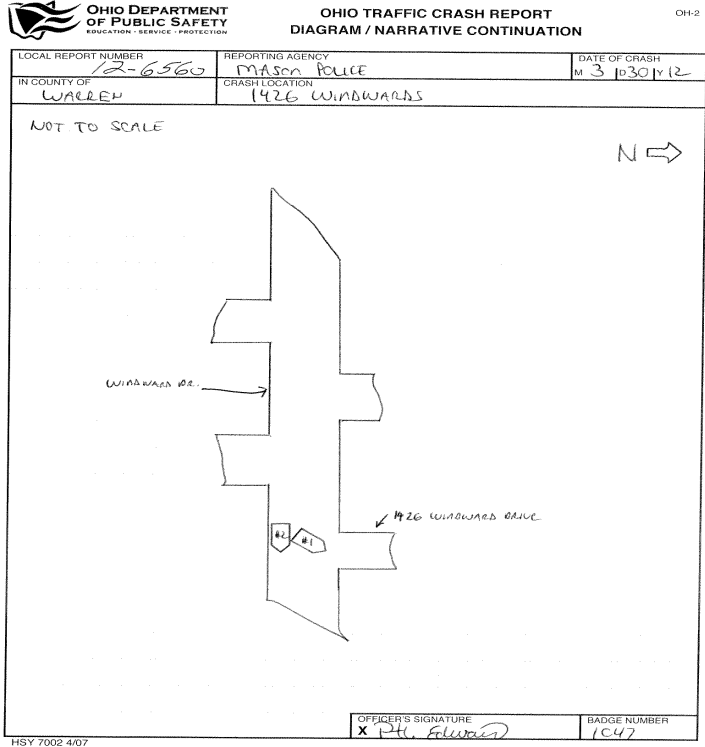 OHIO DEPARTMENT
OF PUBLIC SAFETY
EDUCATION - SERVICE - PROTECTION
OHIO TRAFFIC CRASH REPORT
DIAGRAM / NARRATIVE CONTINUATION
OH-2
LOCAL REPORT NUMBER
12-6560
REPORTING AGENCY
MASON POLICE
DATE OF CRASH
M 3 D 30 Y 12
IN COUNTY OF
WARREN
CRASH LOCATION
1426 WINDWARDS
NOT TO SCALE
N
WINDWARD DR.
1426 WINDWARD DRIVE
#2 #1
OFFICER'S SIGNATURE
X Ptl.
BADGE NUMBER
1C47
HSY 7002 4/07